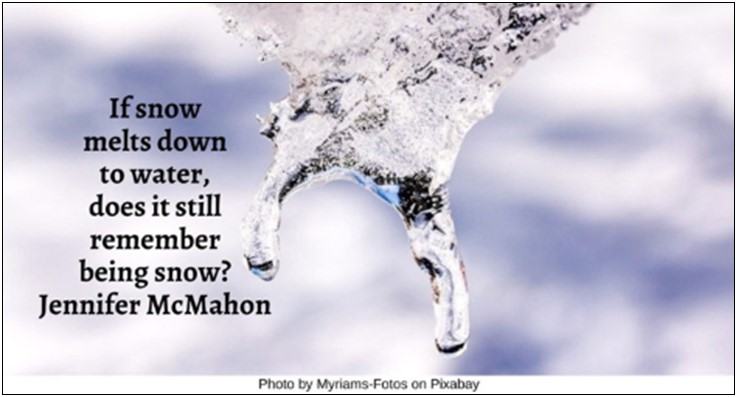 If snow
melts down
to water,
does it still
remember
being snow?
Jennifer McMahon
Photo by Myriams-Fotos on Pixabay